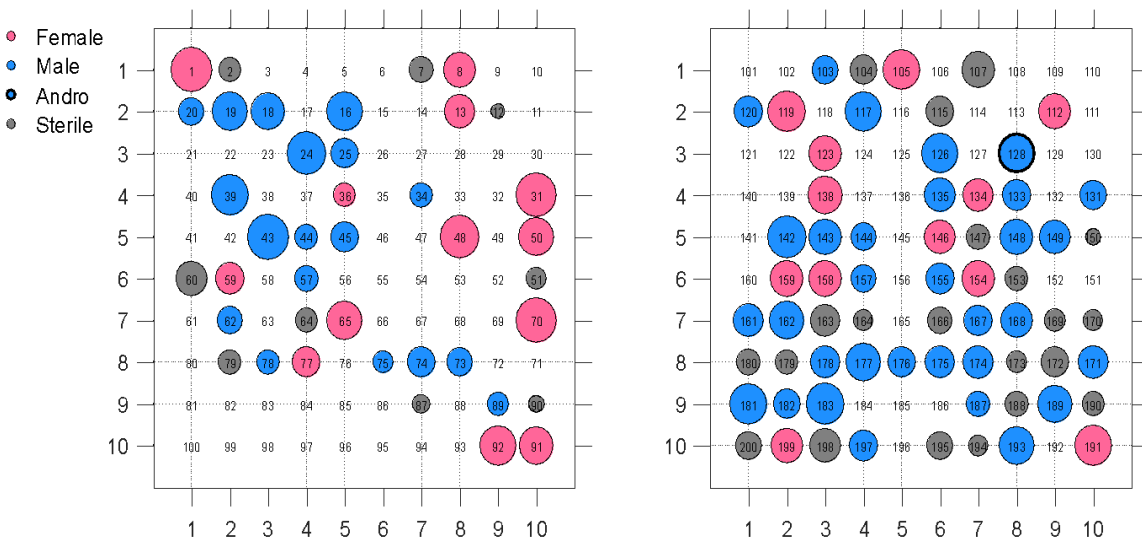 Female
Male
Andro
Sterile
1 1 2 3 4 5 6 7 8 9 10
2 20 19 18 17 16 15 14 13 12 11
3 21 22 23 24 25 26 27 28 29 30
4 40 39 38 37 36 35 34 33 32 31
5 41 42 43 44 45 46 47 48 49 50
6 60 59 58 57 56 55 54 53 52 51
7 61 62 63 64 65 66 67 68 69 70
8 80 79 78 77 76 75 74 73 72 71
9 81 82 83 84 85 86 87 88 89 90
10 100 99 98 97 96 95 94 93 92 91
1 2 3 4 5 6 7 8 9 10
1 101 102 103 104 105 106 107 108 109 110
2 120 119 118 117 116 115 114 113 112 111
3 121 122 123 124 125 126 127 128 129 130
4 140 139 138 137 136 135 134 133 132 131
5 141 142 143 144 145 146 147 148 149 150
6 160 159 158 157 156 155 154 153 152 151
7 161 162 163 164 165 166 167 168 169 170
8 180 179 178 177 176 175 174 173 172 171
9 181 182 183 184 185 186 187 188 189 190
10 200 199 198 197 196 195 194 193 192 191
1 2 3 4 5 6 7 8 9 10